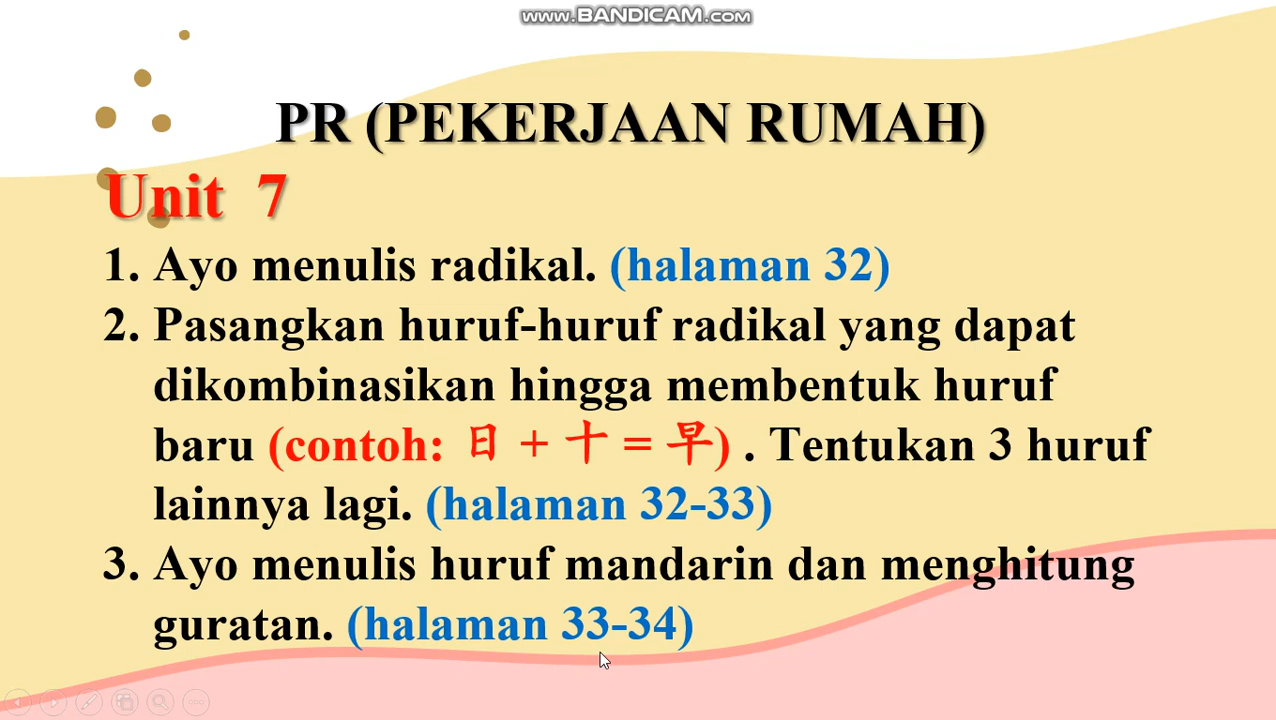 www.BANDICAM.com
PR (PEKERJAAN RUMAH)
Unit 7
1. Ayo menulis radikal. (halaman 32)
2. Pasangkan huruf-huruf radikal yang dapat
dikombinasikan hingga membentuk huruf
baru (contoh: 日 + 十 = 早) . Tentukan 3 huruf
lainnya lagi. (halaman 32-33)
3. Ayo menulis huruf mandarin dan menghitung
guratan. (halaman 33-34)